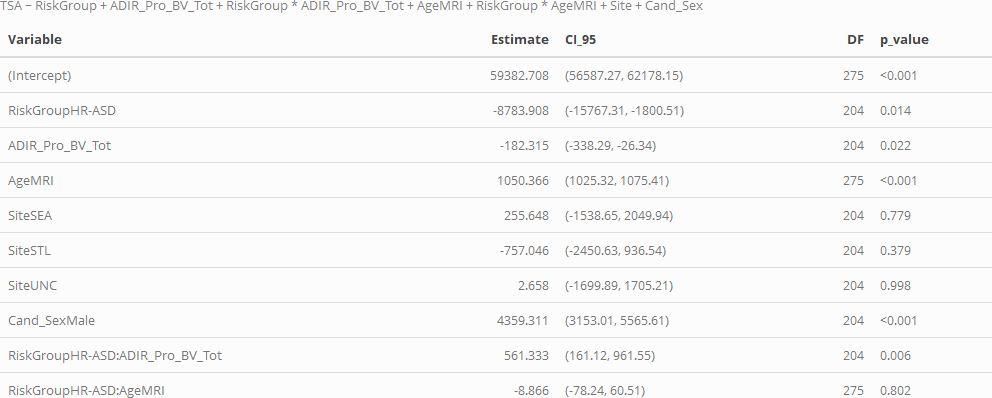 TSA ~ RiskGroup + ADIR_Pro_BV_Tot + RiskGroup * ADIR_Pro_BV_Tot + AgeMRI + RiskGroup * AgeMRI + Site + Cand_Sex
Variable Estimate CI_95 DF p_value
(Intercept) 59382.708 (56587.27, 62178.15) 275 <0.001
RiskGroupHR-ASD -8783.908 (-15767.31, -1800.51) 204 0.014
ADIR_Pro_BV_Tot -182.315 (-338.29, -26.34) 204 0.022
AgeMRI 1050.366 (1025.32, 1075.41) 275 <0.001
SiteSEA 255.648 (-1538.65, 2049.94) 204 0.779
SiteSTL -757.046 (-2450.63, 936.54) 204 0.379
SiteUNC 2.658 (-1699.89, 1705.21) 204 0.998
Cand_SexMale 4359.311 (3153.01, 5565.61) 204 <0.001
RiskGroupHR-ASD:ADIR_Pro_BV_Tot 561.333 (161.12, 961.55) 204 0.006
RiskGroupHR-ASD:AgeMRI -8.866 (-78.24, 60.51) 275 0.802